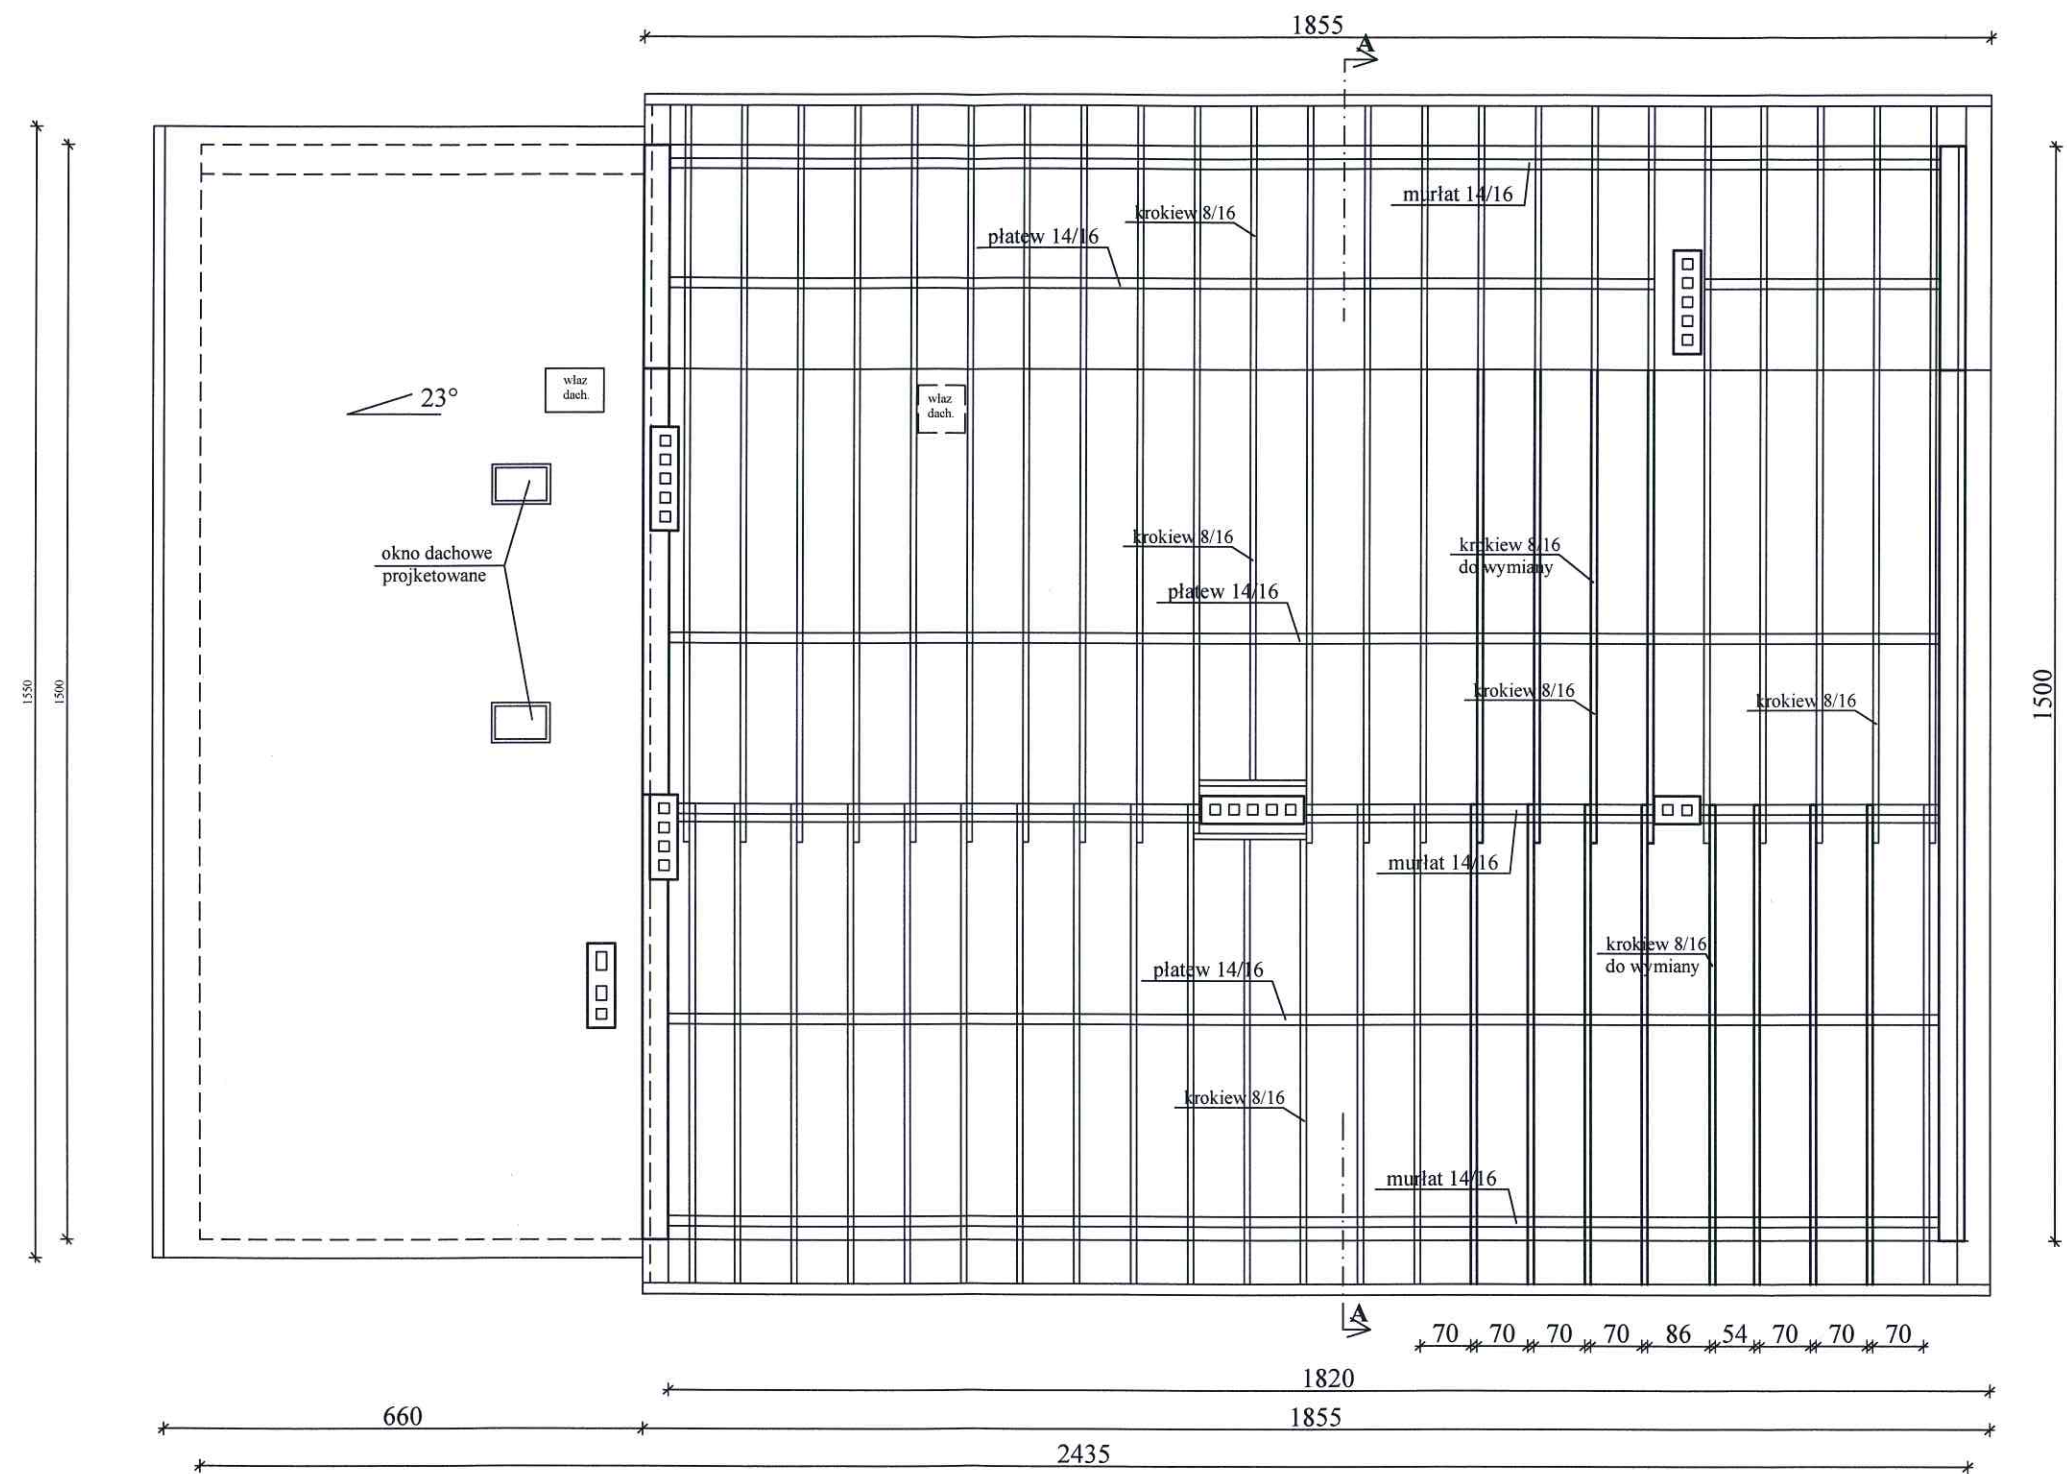 1855
A
murłat 14/16
krokiew 8/16
płatew 14/16
23°
właz
dach.
właz
dach.
okno dachowe
projketowane
krokiew 8/16
krokiew 8/16
do wymiany
płatew 14/16
krokiew 8/16
krokiew 8/16
1550
1500
1500
murłat 14/16
krokiew 8/16
do wymiany
płatew 14/16
krokiew 8/16
murłat 14/16
A
70 70 70 70 86 54 70 70 70
1820
660
1855
2435